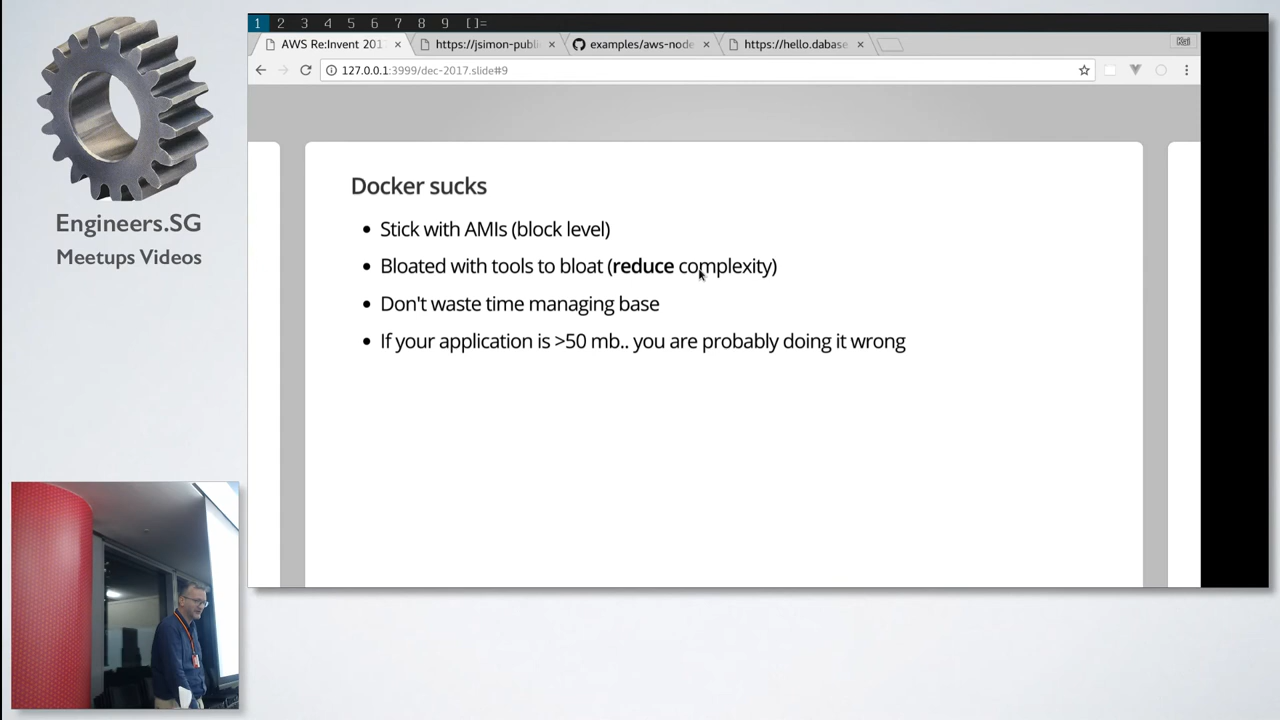 1 2 3 4 5 6 7 8 9 []=
AWS Re:Invent 201 https://jsimon-publi examples/aws-node https://hello.dabase Kai
127.0.0.1:3999/dec-2017.slide#9
Engineers.SG
Meetups Videos
Docker sucks
Stick with AMIs (block level)
Bloated with tools to bloat (reduce complexity)
Don't waste time managing base
If your application is >50 mb.. you are probably doing it wrong